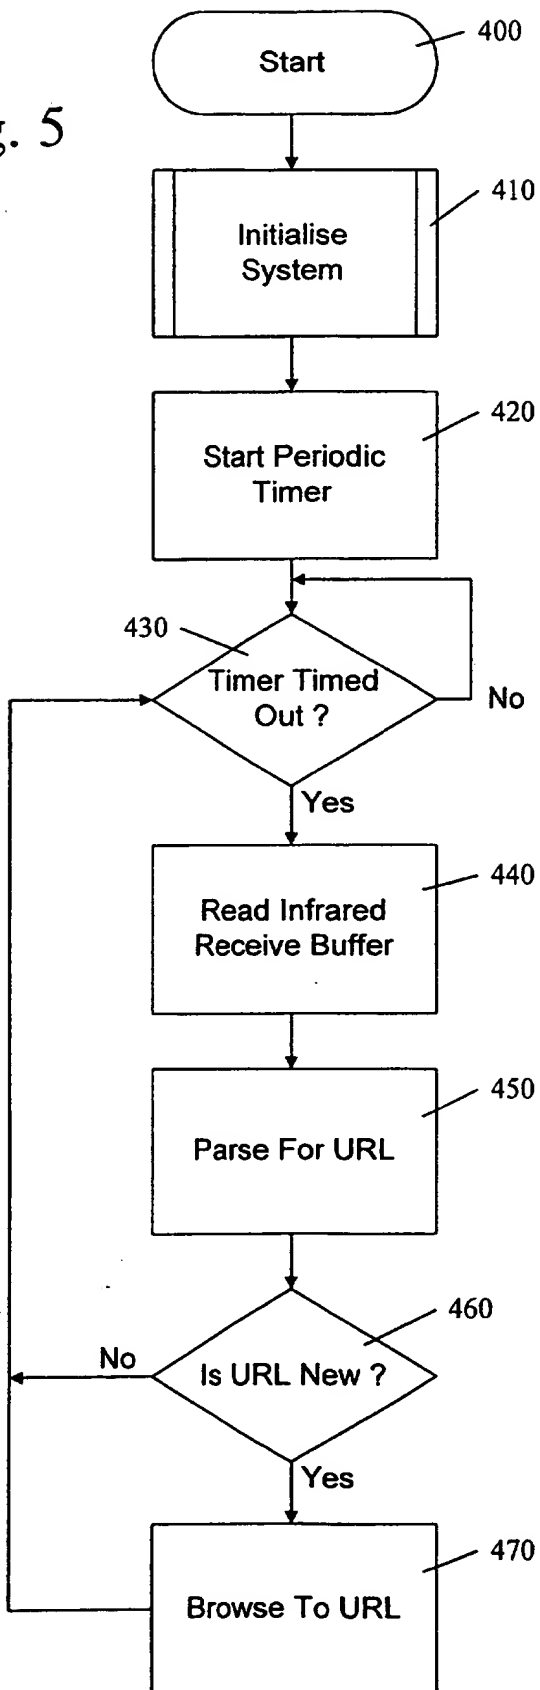 Start
400
g. 5
410
Initialise
System
420
Start Periodic
Timer
430
Timer Timed
Out ?
No
Yes
440
Read Infrared
Receive Buffer
450
Parse For URL
460
No
Is URL New ?
Yes
470
Browse To URL